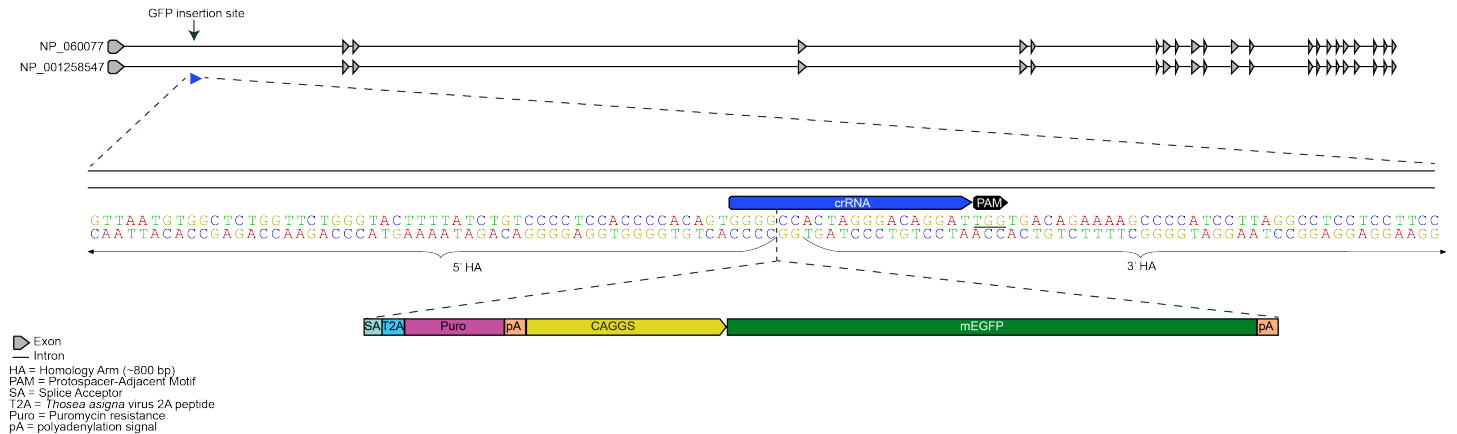 GFP insertion site
NP_060077
NP_001258547
crRNA
PAM
GTTAATGTGGCTCTGGTTCTGGGTACTTTTATCTGTCCCCTCCACCCCACAGTGGGGCCACTAGGGACAGGATTGGTGACAGAAAAGCCCCATCCTTAGGCCTCCTCCTTCC
CAATTACACCGAGACCAAGACCCATGAAAATAGACAGGGGAGGTGGGGTGTCACCCCGGTGATCCCTGTCCTAACCACTGTCTTTTCGGGGTAGGAATCCGGAGGAGGAAGG
5' HA
3' HA
SA T2A Puro pA CAGGS mEGFP pA
Exon
Intron
HA = Homology Arm (~800 bp)
PAM = Protospacer-Adjacent Motif
SA = Splice Acceptor
T2A = Thosea asigna virus 2A peptide
Puro = Puromycin resistance
pA = polyadenylation signal